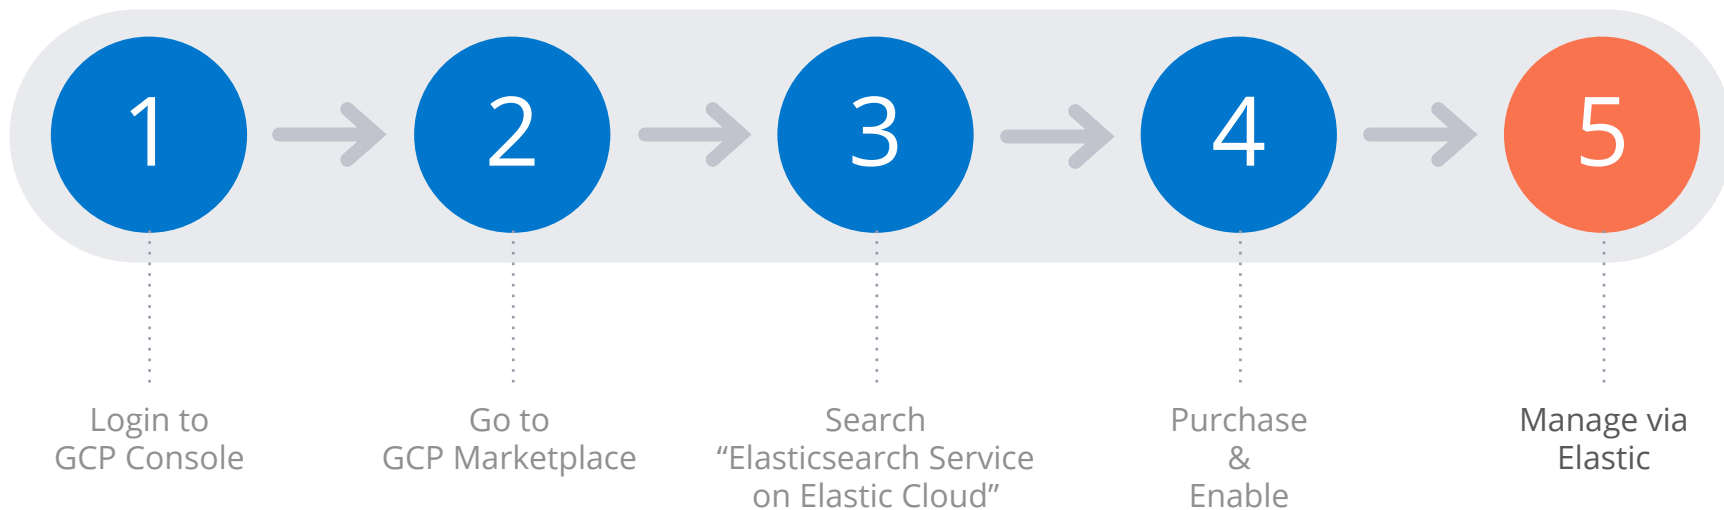 1
2
3
4
5
Login to
GCP Console
Go to
GCP Marketplace
Search
“Elasticsearch Service
on Elastic Cloud”
Purchase
&
Enable
Manage via
Elastic